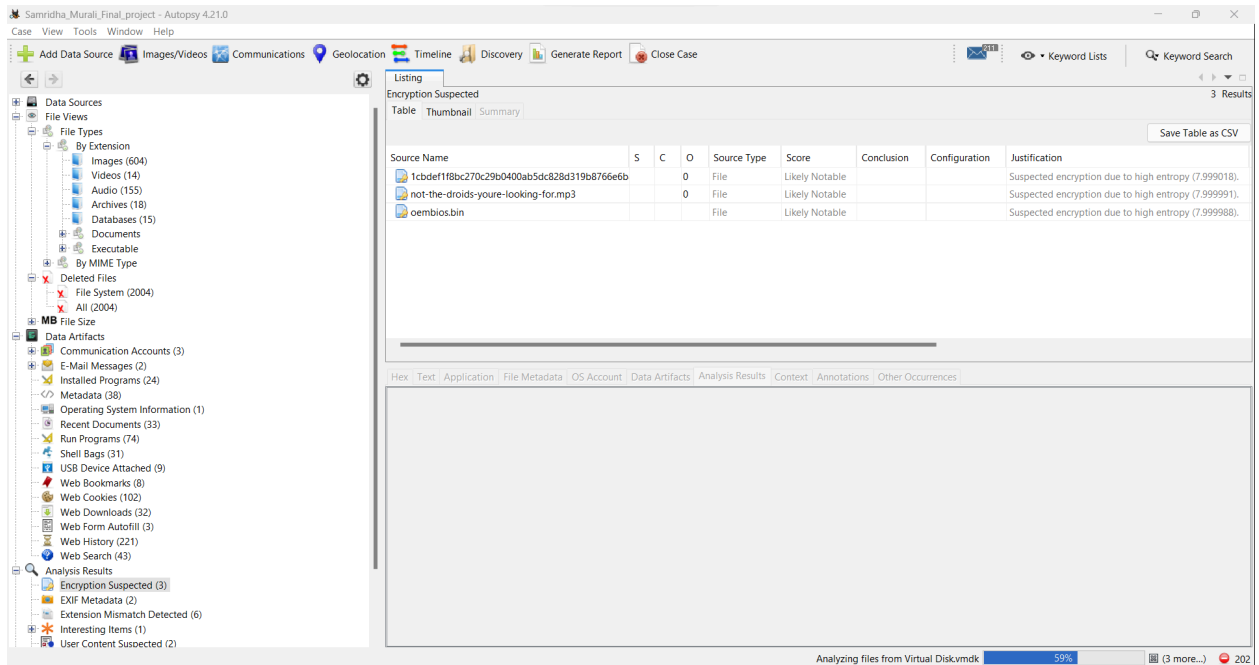 Samridha_Murali_Final_project - Autopsy 4.21.0
Case View Tools Window Help
Add Data Source Images/Videos Communications Geolocation Timeline Discovery Generate Report Close Case 211 Keyword Lists Keyword Search
Listing
Encryption Suspected 3 Results
Table Thumbnail Summary
Save Table as CSV
Source Name S C O Source Type Score Conclusion Configuration Justification
1cbdef1f8bc270c29b0400ab5dc828d319b8766e6b 0 File Likely Notable Suspected encryption due to high entropy (7.999018).
not-the-droids-youre-looking-for.mp3 0 File Likely Notable Suspected encryption due to high entropy (7.999991).
oembios.bin File Likely Notable Suspected encryption due to high entropy (7.999988).
Data Sources
File Views
File Types
By Extension
Images (604)
Videos (14)
Audio (155)
Archives (18)
Databases (15)
Documents
Executable
By MIME Type
Deleted Files
File System (2004)
All (2004)
MB File Size
Data Artifacts
Communication Accounts (3)
E-Mail Messages (2)
Installed Programs (24)
Metadata (38)
Operating System Information (1)
Recent Documents (33)
Run Programs (74)
Shell Bags (31)
USB Device Attached (9)
Web Bookmarks (8)
Web Cookies (102)
Web Downloads (32)
Web Form Autofill (3)
Web History (221)
Web Search (43)
Analysis Results
Encryption Suspected (3)
EXIF Metadata (2)
Extension Mismatch Detected (6)
Interesting Items (1)
User Content Suspected (2)
Hex Text Application File Metadata OS Account Data Artifacts Analysis Results Context Annotations Other Occurrences
Analyzing files from Virtual Disk.vmdk 59% (3 more...) 202